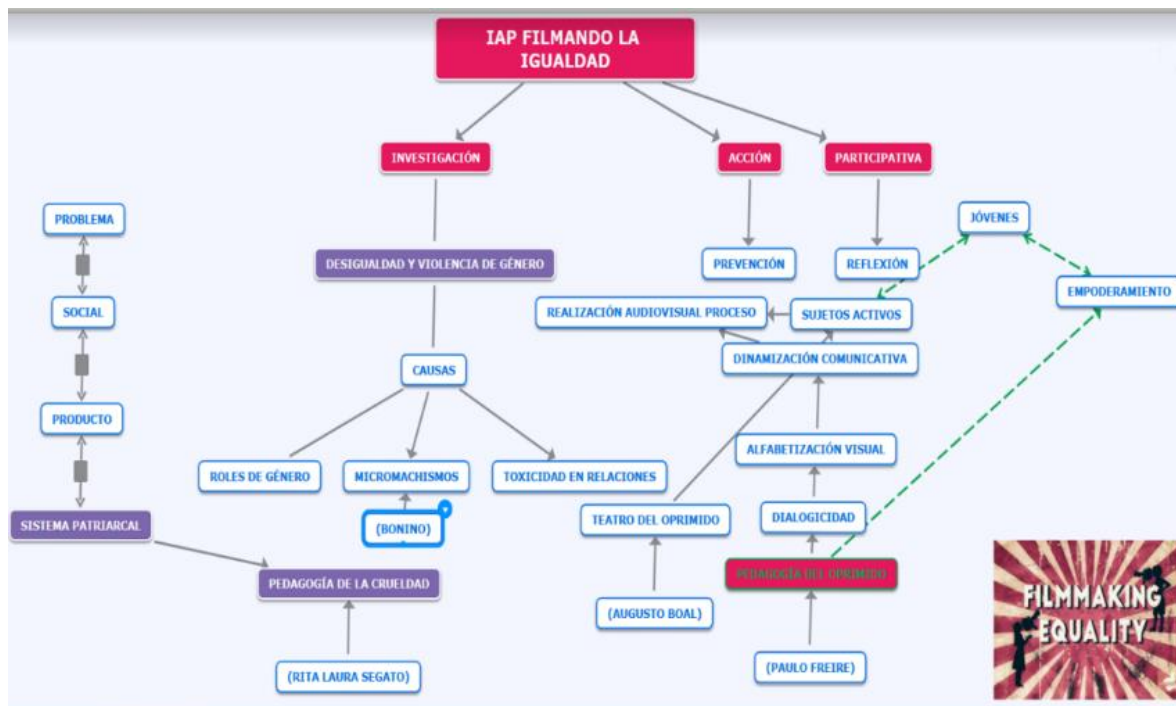 IAP FILMANDO LA
IGUALDAD
INVESTIGACIÓN
ACCIÓN
PARTICIPATIVA
PROBLEMA
JÓVENES
DESIGUALDAD Y VIOLENCIA DE GÉNERO
PREVENCIÓN
REFLEXIÓN
EMPODERAMIENTO
SOCIAL
REALIZACIÓN AUDIOVISUAL PROCESO
SUJETOS ACTIVOS
DINAMIZACIÓN COMUNICATIVA
CAUSAS
PRODUCTO
ALFABETIZACIÓN VISUAL
ROLES DE GÉNERO
MICROMACHISMOS
TOXICIDAD EN RELACIONES
SISTEMA PATRIARCAL
(BONINO)
TEATRO DEL OPRIMIDO
DIALOGICIDAD
PEDAGOGÍA DE LA CRUELDAD
PEDAGOGÍA DEL OPRIMIDO
(AUGUSTO BOAL)
FILMMAKING
EQUALITY
(RITA LAURA SEGATO)
(PAULO FREIRE)